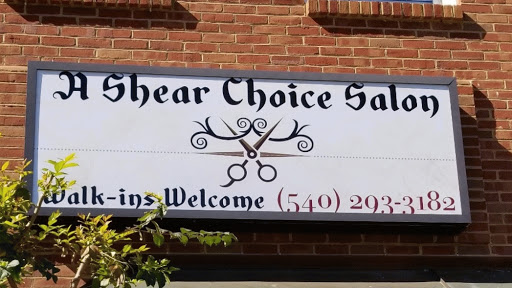 A Shear Choice Salon
Walk-ins Welcome (540) 293-3182